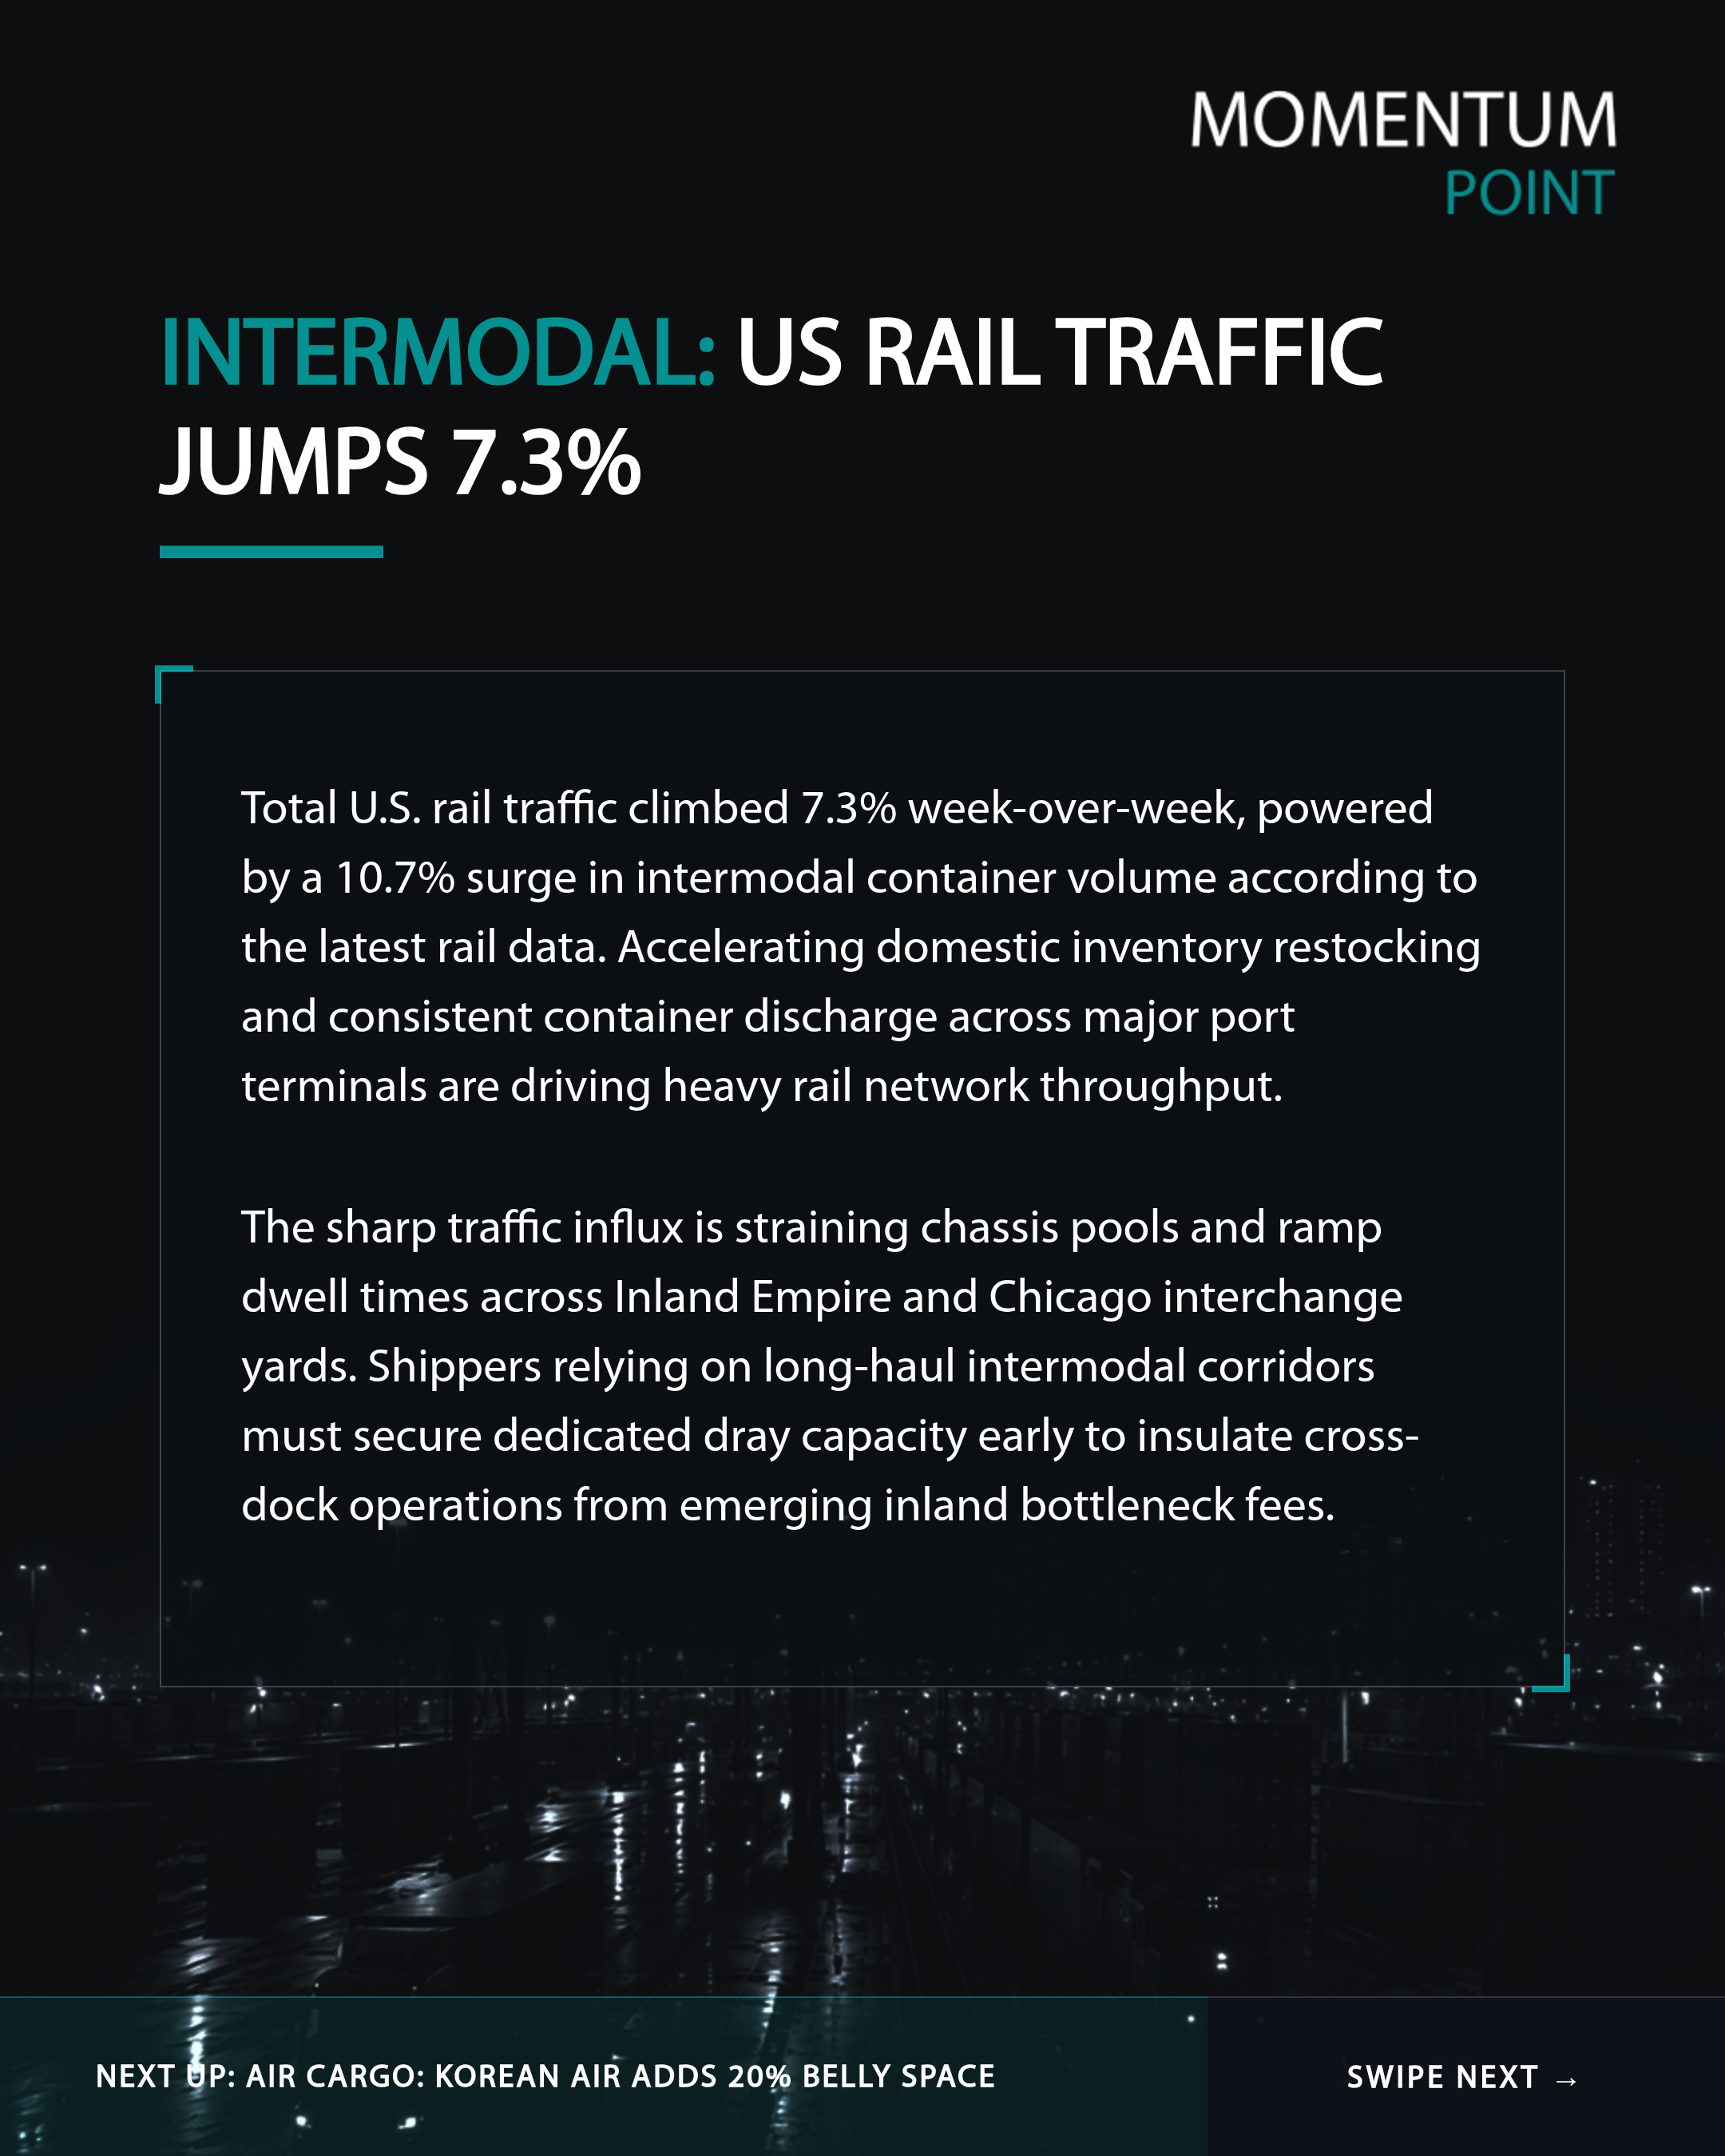 MOMENTUM
POINT
INTERMODAL: US RAIL TRAFFIC
JUMPS 7.3%
Total U.S. rail traffic climbed 7.3% week-over-week, powered
by a 10.7% surge in intermodal container volume according to
the latest rail data. Accelerating domestic inventory restocking
and consistent container discharge across major port
terminals are driving heavy rail network throughput.
The sharp traffic influx is straining chassis pools and ramp
dwell times across Inland Empire and Chicago interchange
yards. Shippers relying on long-haul intermodal corridors
must secure dedicated dray capacity early to insulate cross-
dock operations from emerging inland bottleneck fees.
NEXT UP: AIR CARGO: KOREAN AIR ADDS 20% BELLY SPACE
SWIPE NEXT →